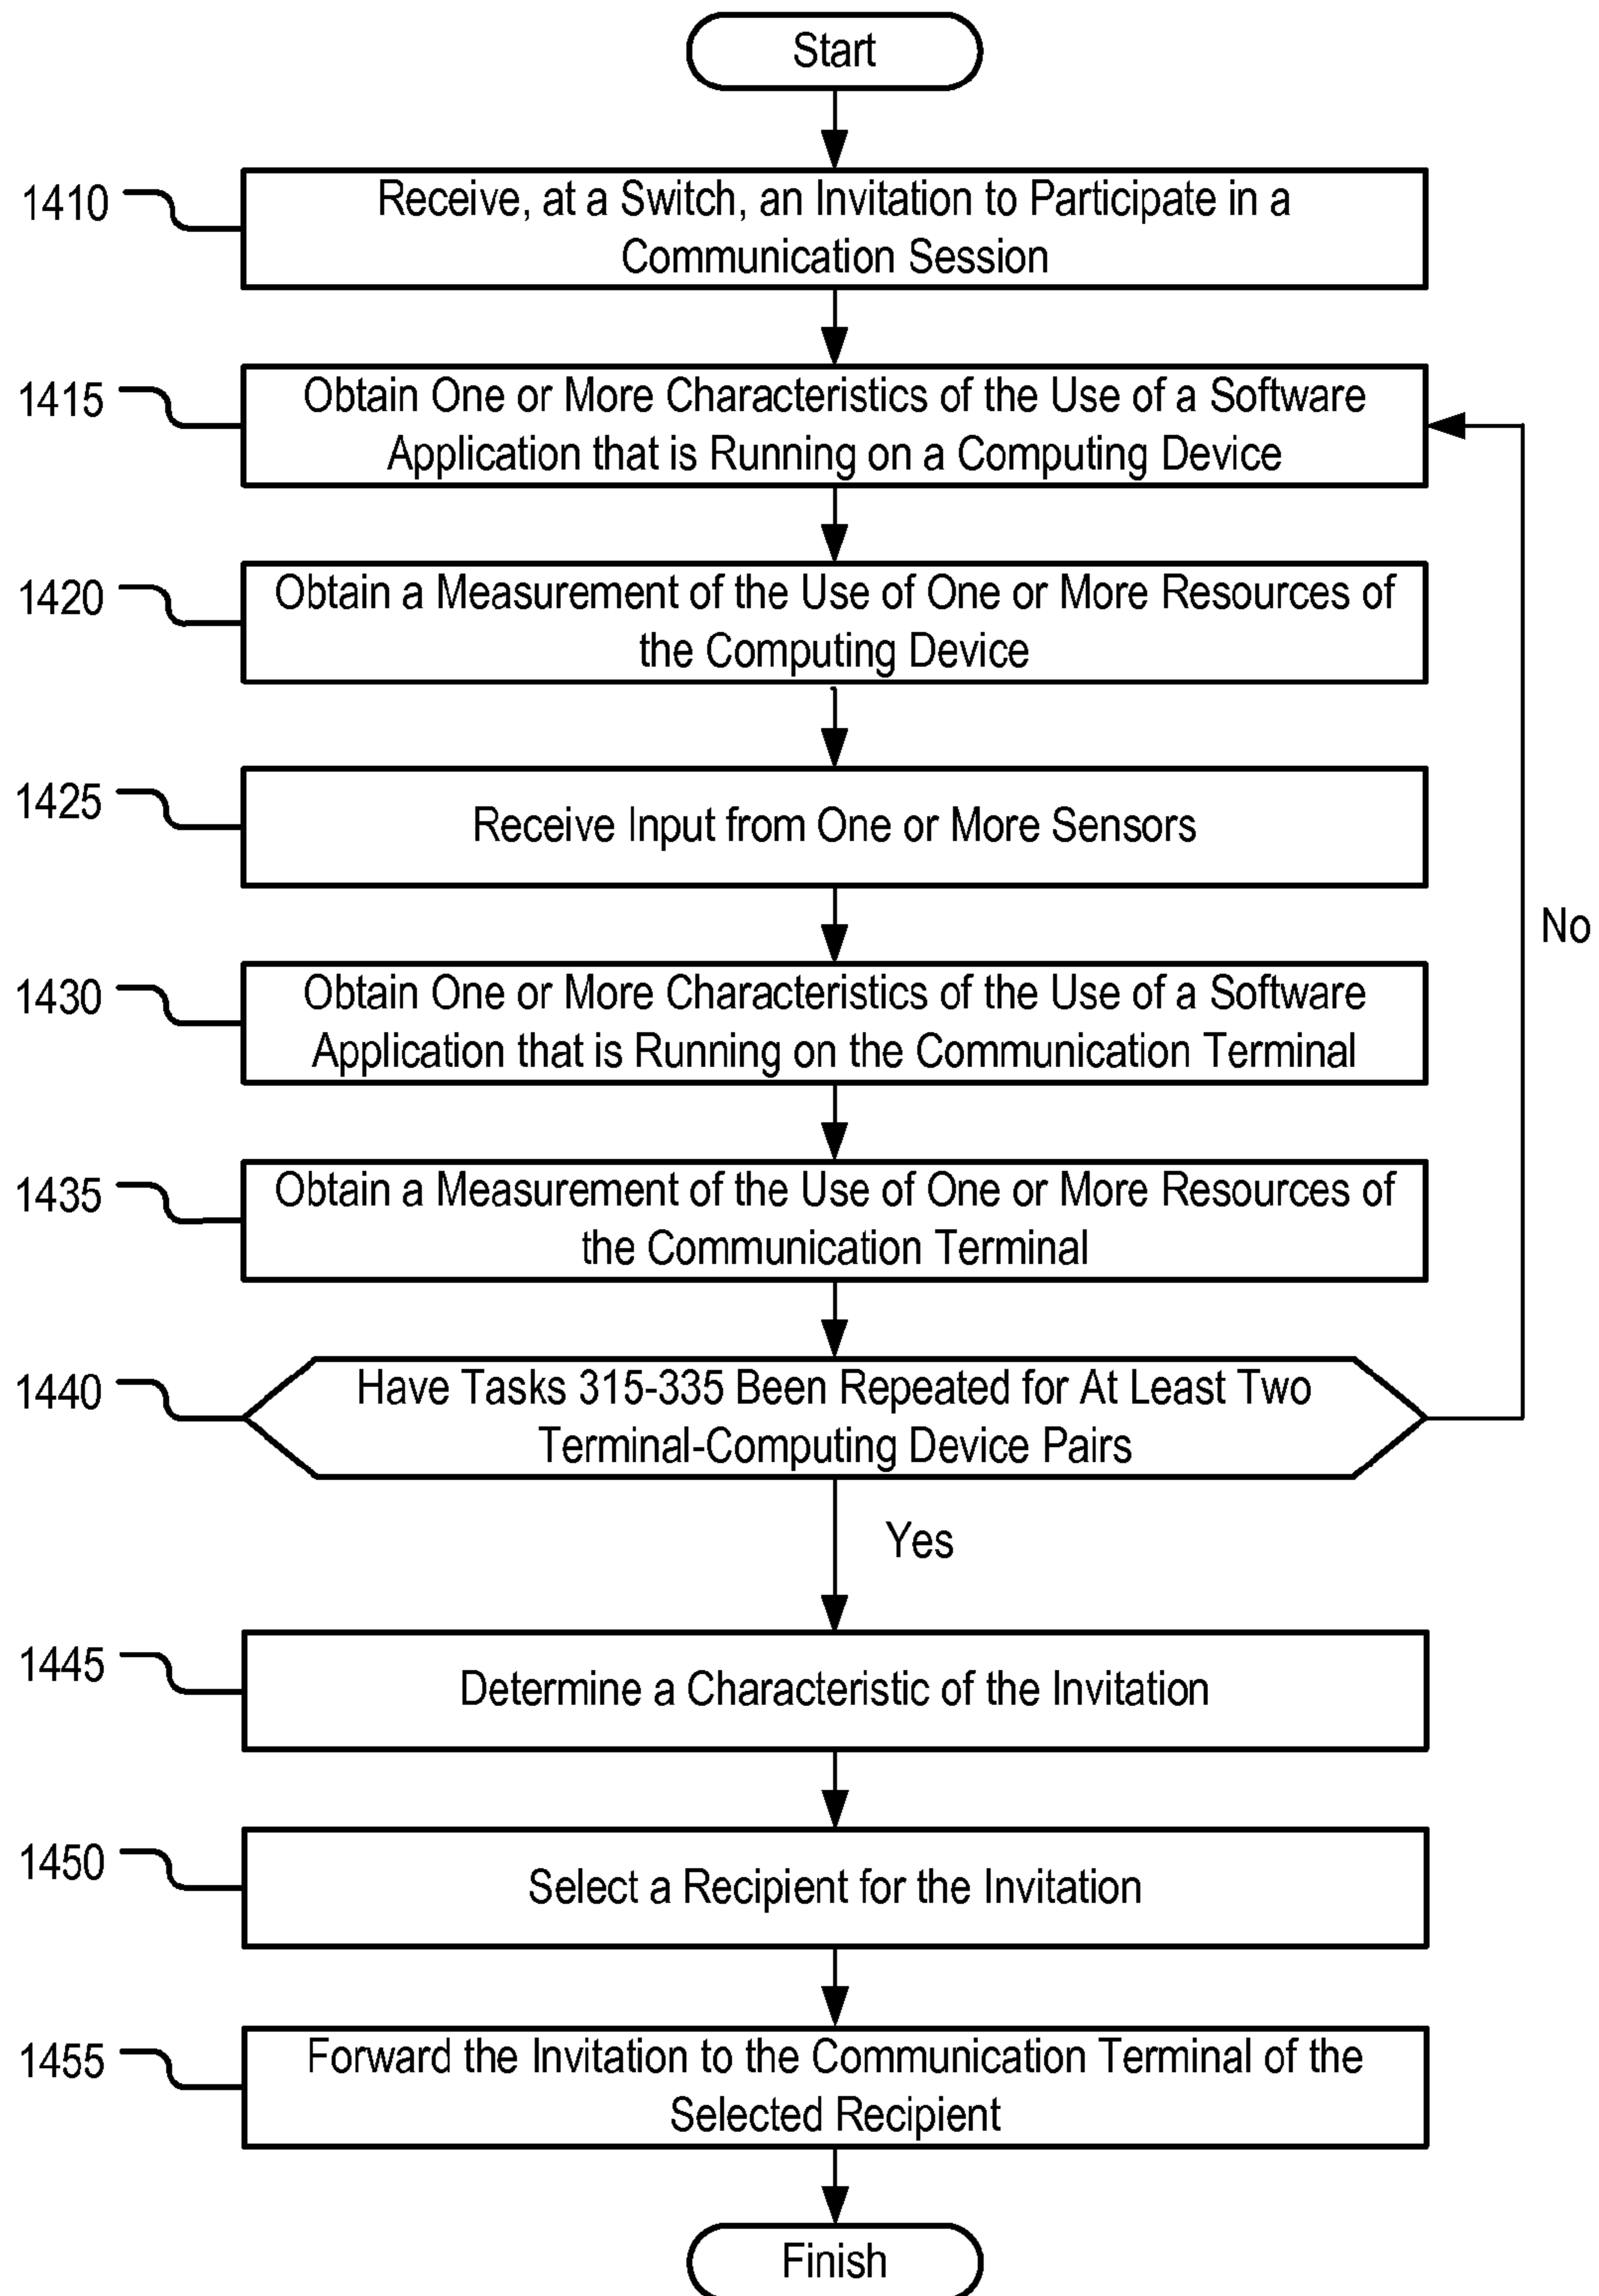 Start
1410
Receive, at a Switch, an Invitation to Participate in a
Communication Session
1415
Obtain One or More Characteristics of the Use of a Software
Application that is Running on a Computing Device
1420
Obtain a Measurement of the Use of One or More Resources of
the Computing Device
1425
Receive Input from One or More Sensors
No
1430
Obtain One or More Characteristics of the Use of a Software
Application that is Running on the Communication Terminal
1435
Obtain a Measurement of the Use of One or More Resources of
the Communication Terminal
1440
Have Tasks 315-335 Been Repeated for At Least Two
Terminal-Computing Device Pairs
Yes
1445
Determine a Characteristic of the Invitation
1450
Select a Recipient for the Invitation
1455
Forward the Invitation to the Communication Terminal of the
Selected Recipient
Finish